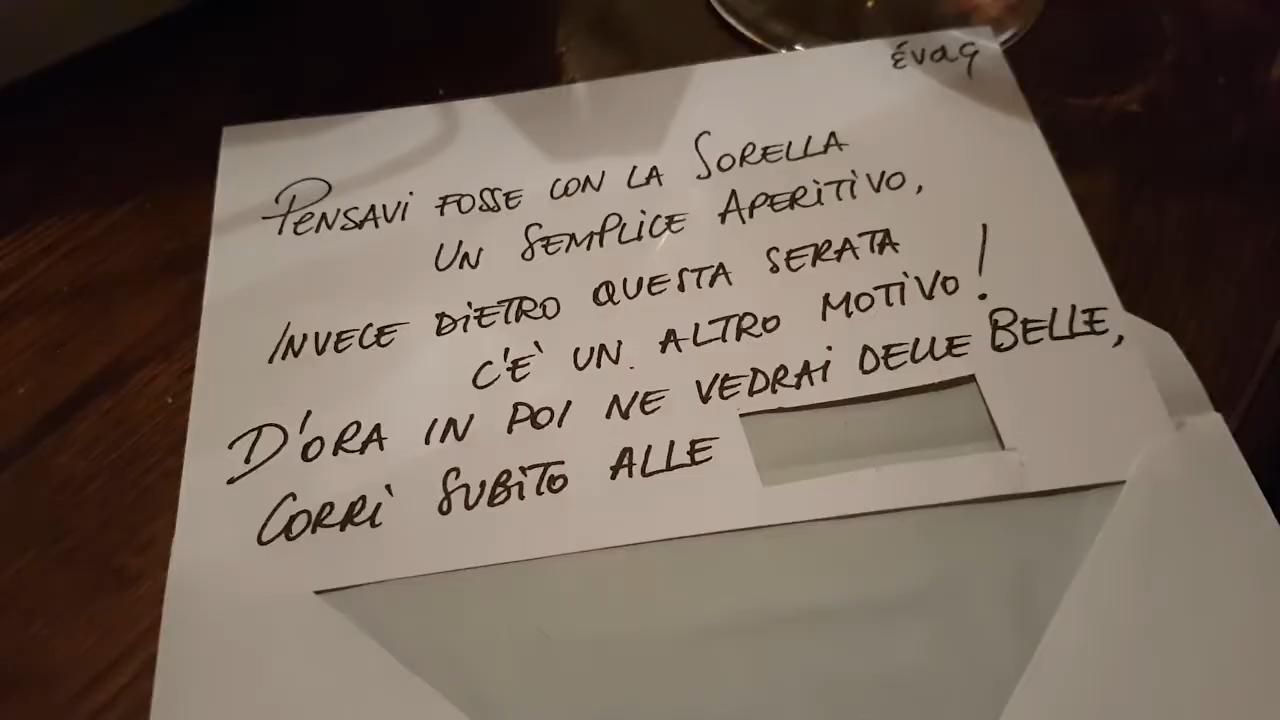 évag
PENSAVI FOSSE CON LA SORELLA
UN SEMPLICE APERITIVO,
INVECE DIETRO QUESTA SERATA
C'E' UN ALTRO MOTIVO!
D'ORA IN POI NE VEDRAI DELLE BELLE,
CORRI SUBITO ALLE